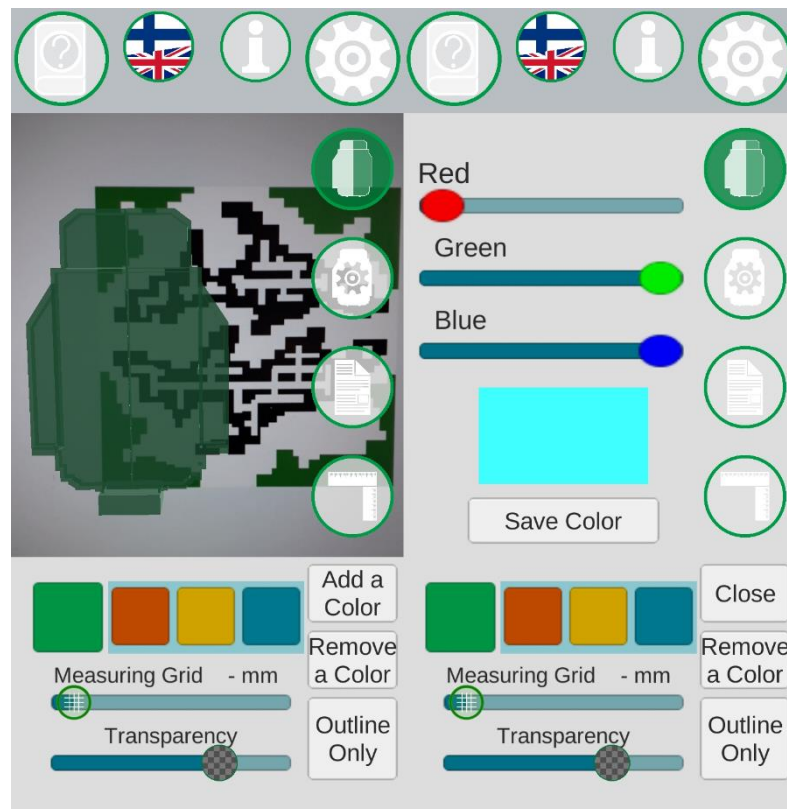 ?
i
?
i
Red
Green
Blue
Save Color
Add a
Color
Remove
a Color
Measuring Grid - mm
Transparency
Outline
Only
Close
Remove
a Color
Measuring Grid - mm
Transparency
Outline
Only